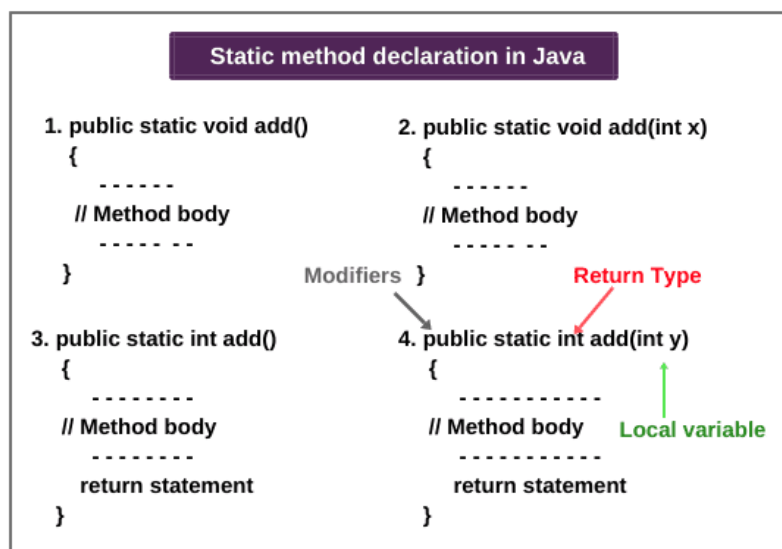 Static method declaration in Java
1. public static void add()
{
- - - - - -
// Method body
- - - - -  - -
}
2. public static void add(int x)
{
- - - - - -
// Method body
- - - - -  - -
}
Modifiers
Return Type
3. public static int add()
{
- - - - - - - -
// Method body
- - - - - - - -
return statement
}
4. public static int add(int y)
{
- - - - - - - - - - -
// Method body
- - - - - - - - - - -
return statement
}
Local variable